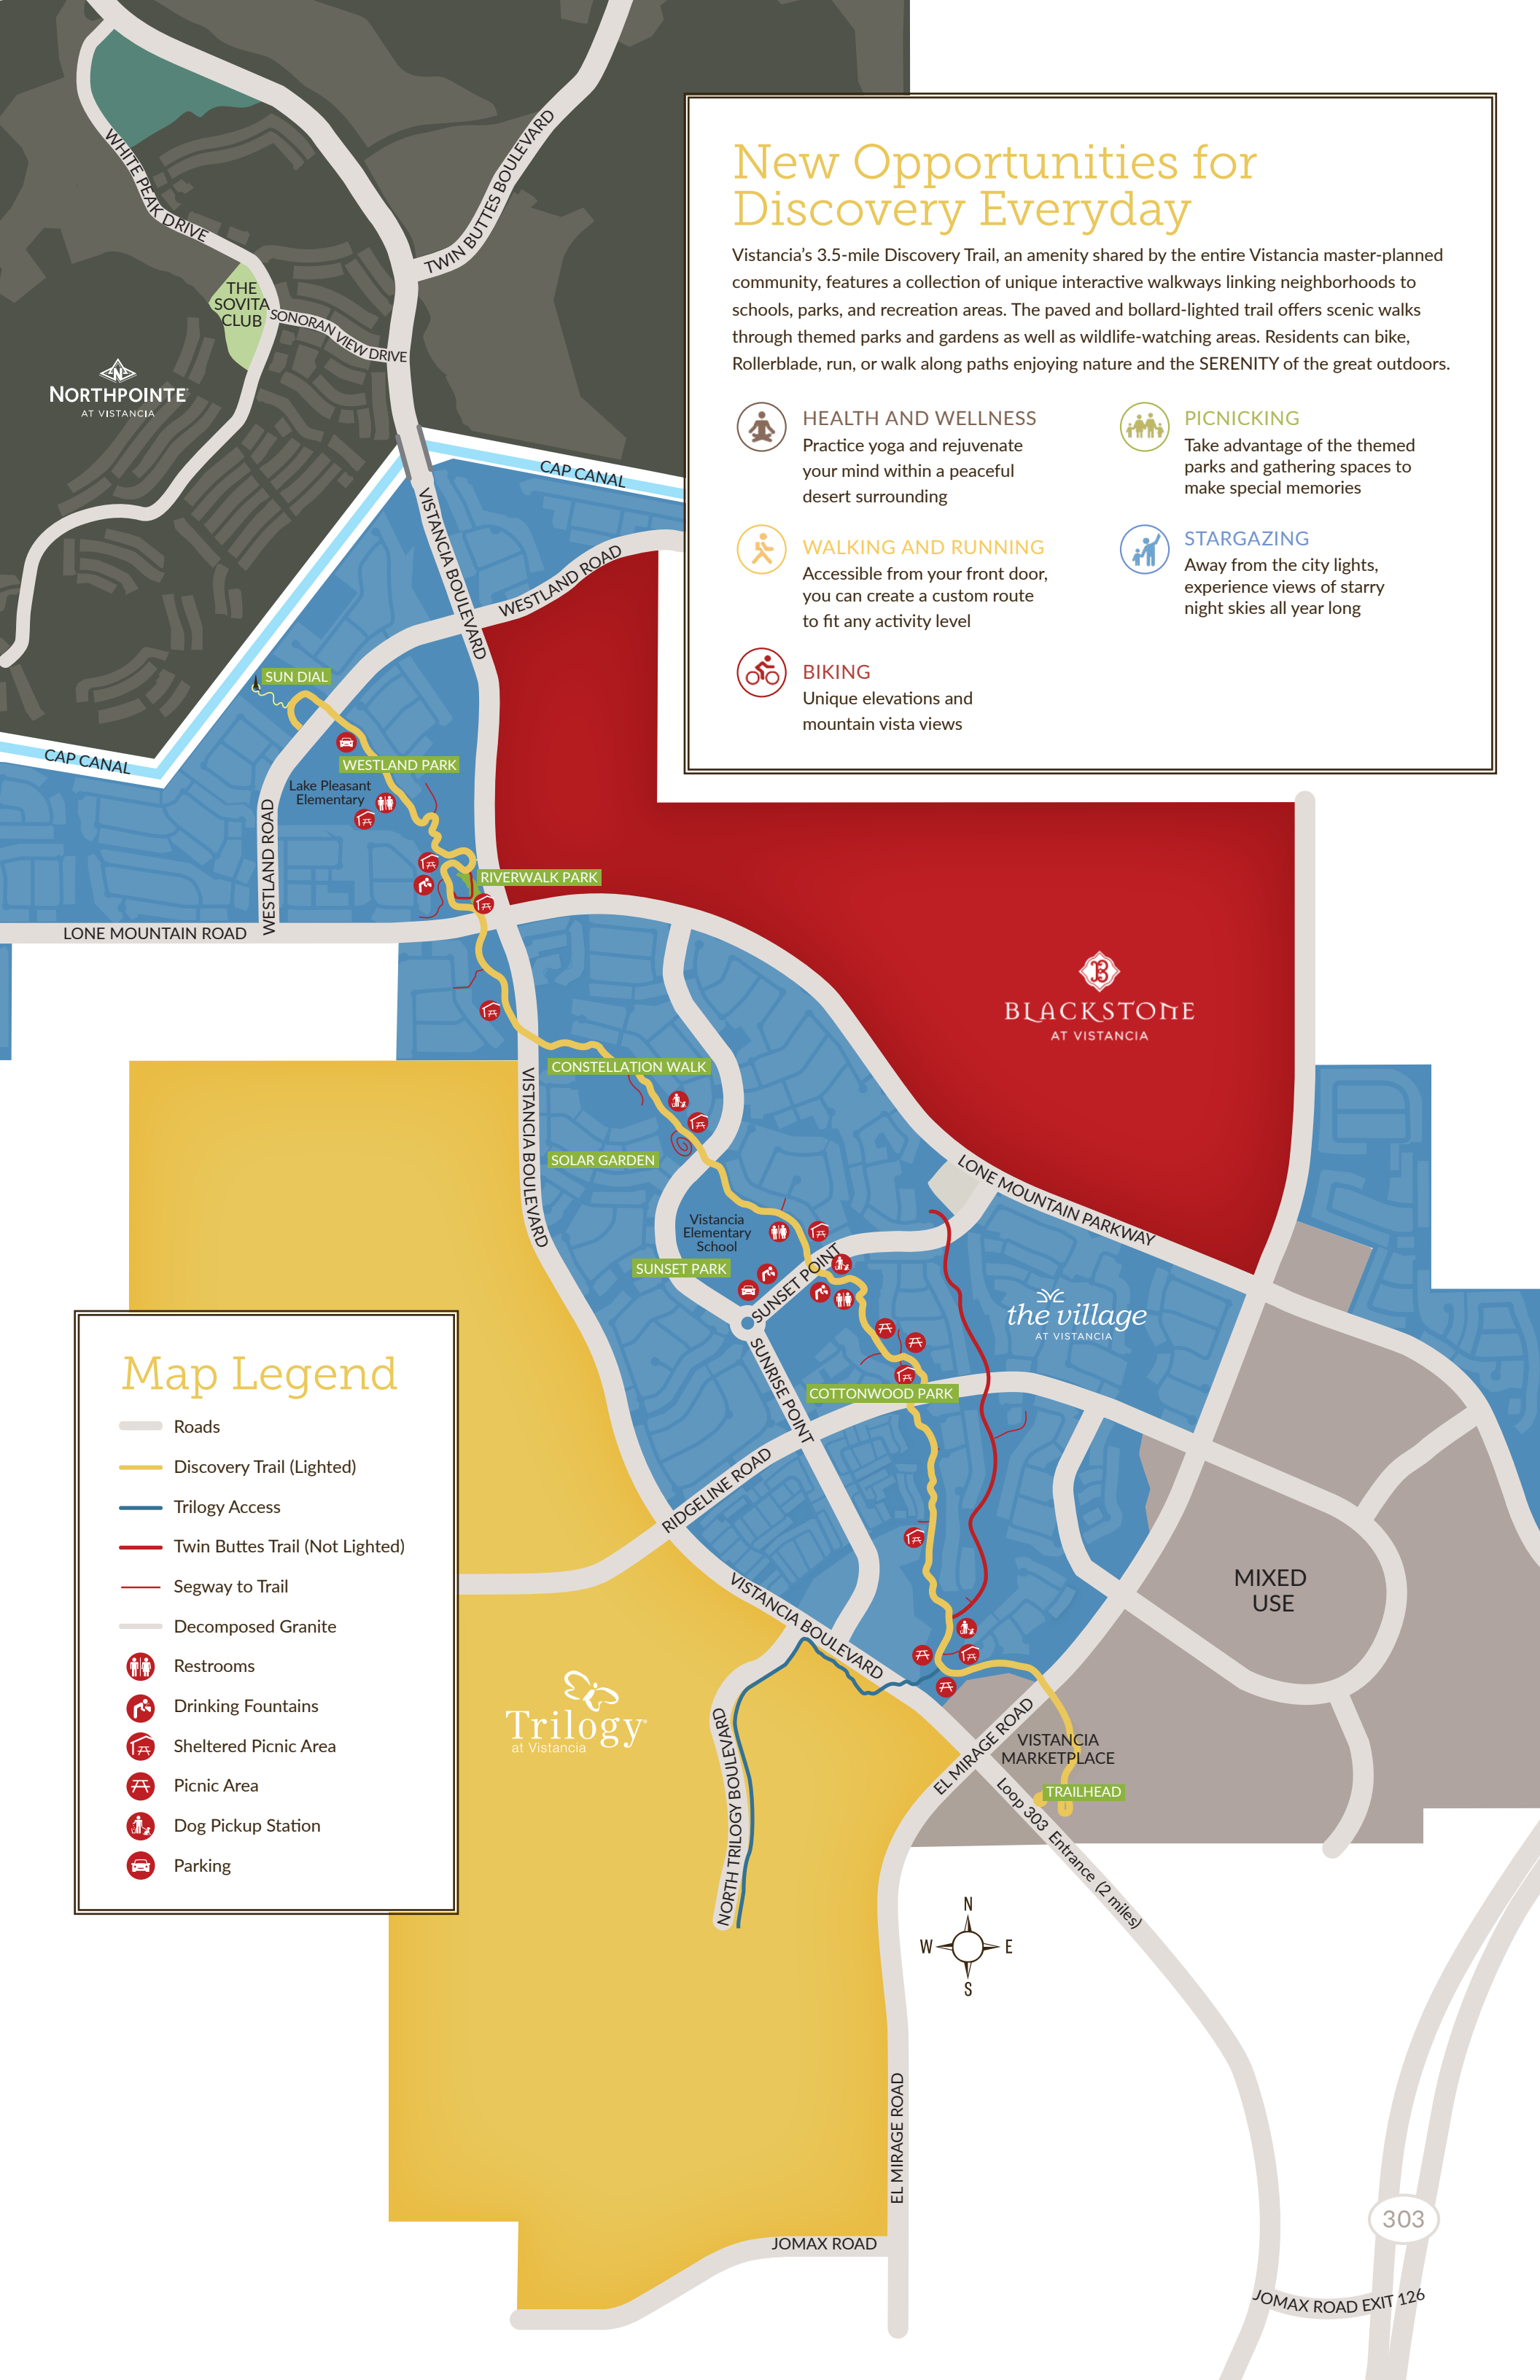 New Opportunities for
Discovery Everyday
Vistancia's 3.5-mile Discovery Trail, an amenity shared by the entire Vistancia master-planned
community, features a collection of unique interactive walkways linking neighborhoods to
schools, parks, and recreation areas. The paved and bollard-lighted trail offers scenic walks
through themed parks and gardens as well as wildlife-watching areas. Residents can bike,
Rollerblade, run, or walk along paths enjoying nature and the SERENITY of the great outdoors.
HEALTH AND WELLNESS
Practice yoga and rejuvenate
your mind within a peaceful
desert surrounding
WALKING AND RUNNING
Accessible from your front door,
you can create a custom route
to fit any activity level
BIKING
Unique elevations and
mountain vista views
PICNICKING
Take advantage of the themed
parks and gathering spaces to
make special memories
STARGAZING
Away from the city lights,
experience views of starry
night skies all year long
WHITE PEAK DRIVE
TWIN BUTTES BOULEVARD
THE
SOVITA
CLUB
SONORAN VIEW DRIVE
N
NORTHPOINTE
AT VISTANCIA
CAP CANAL
VISTANCIA BOULEVARD
WESTLAND ROAD
SUN DIAL
CAP CANAL
WESTLAND PARK
Lake Pleasant
Elementary
WESTLAND ROAD
RIVERWALK PARK
LONE MOUNTAIN ROAD
B
BLACKSTONE
AT VISTANCIA
CONSTELLATION WALK
VISTANCIA BOULEVARD
SOLAR GARDEN
LONE MOUNTAIN PARKWAY
Vistancia
Elementary
School
SUNSET PARK
SUNSET POINT
the village
AT VISTANCIA
SUNRISE POINT
COTTONWOOD PARK
RIDGELINE ROAD
MIXED
USE
VISTANCIA BOULEVARD
Trilogy
at Vistancia
NORTH TRILOGY BOULEVARD
EL MIRAGE ROAD
VISTANCIA
MARKETPLACE
TRAILHEAD
Loop 303 Entrance (2 miles)
Map Legend
Roads
Discovery Trail (Lighted)
Trilogy Access
Twin Buttes Trail (Not Lighted)
Segway to Trail
Decomposed Granite
Restrooms
Drinking Fountains
Sheltered Picnic Area
Picnic Area
Dog Pickup Station
Parking
N
W
E
S
EL MIRAGE ROAD
JOMAX ROAD
303
JOMAX ROAD EXIT 126